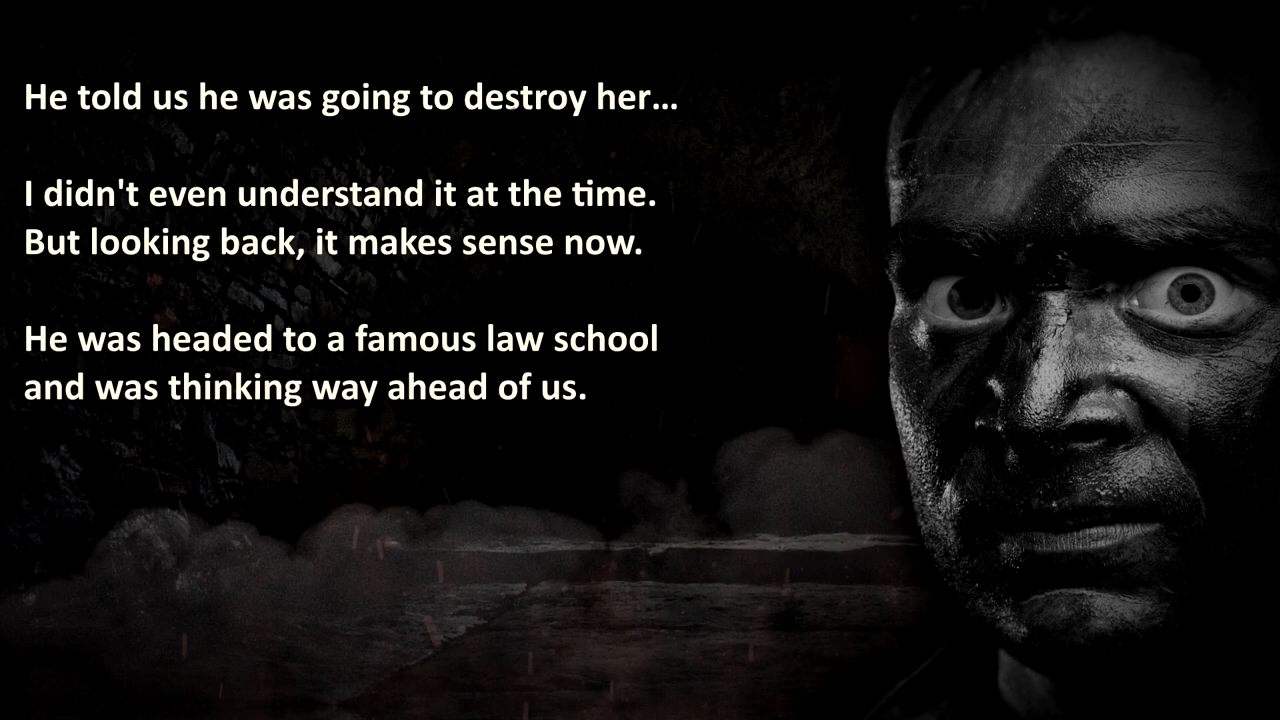 He told us he was going to destroy her...
I didn't even understand it at the time.
But looking back, it makes sense now.
He was headed to a famous law school
and was thinking way ahead of us.